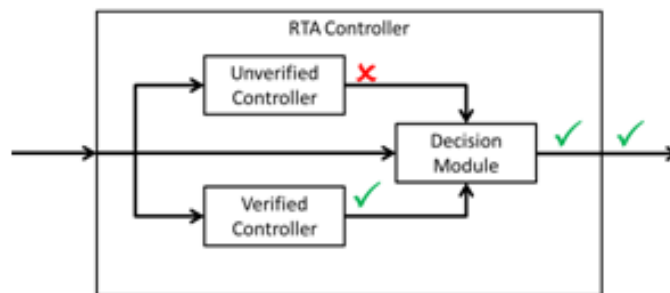 RTA Controller
Unverified
Controller
Decision
Module
Verified
Controller